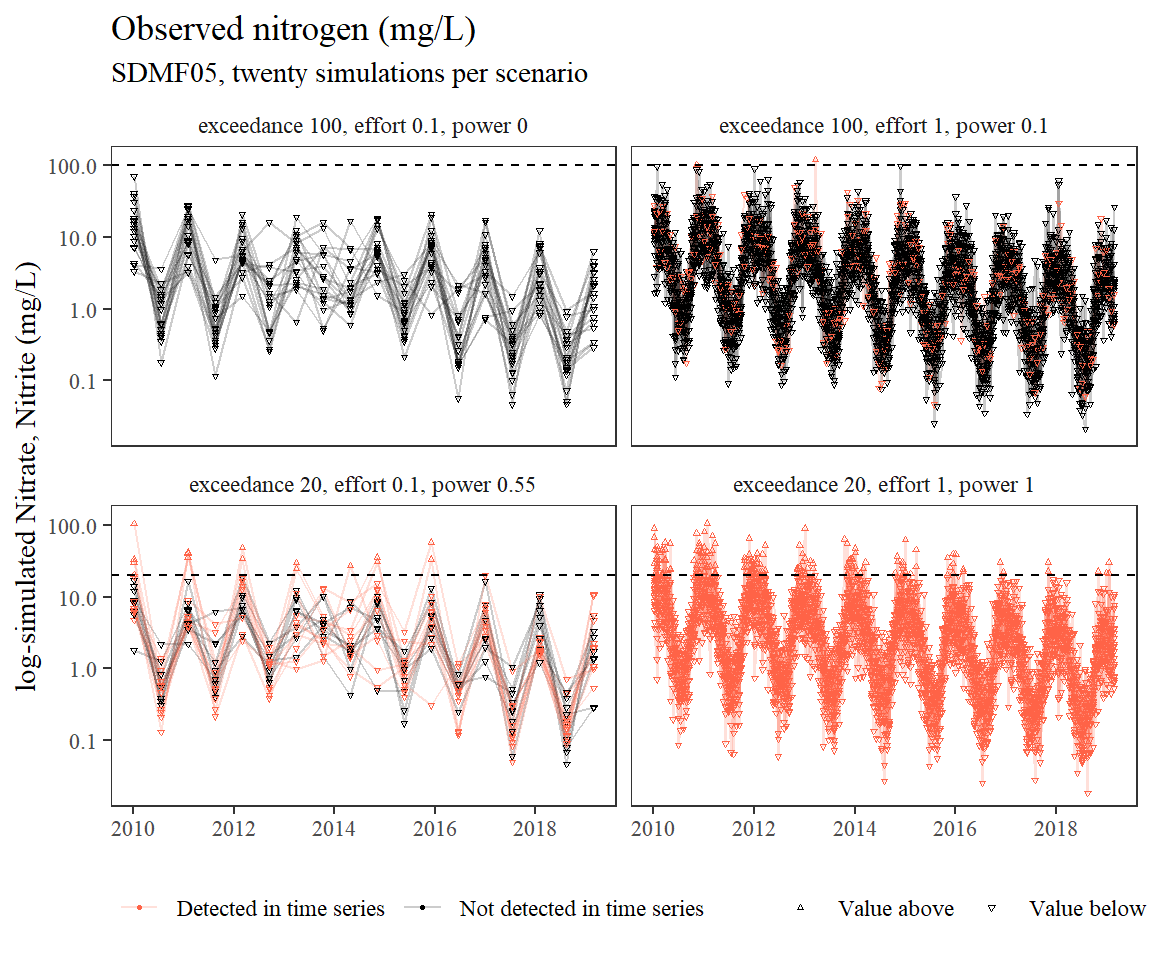 Observed nitrogen (mg/L)
SDMF05, twenty simulations per scenario
exceedance 100, effort 0.1, power 0
exceedance 100, effort 1, power 0.1
100.0
10.0
1.0
0.1
log-simulated Nitrate, Nitrite (mg/L)
exceedance 20, effort 0.1, power 0.55
exceedance 20, effort 1, power 1
100.0
10.0
1.0
0.1
2010 2012 2014 2016 2018
2010 2012 2014 2016 2018
Detected in time series Not detected in time series Value above Value below